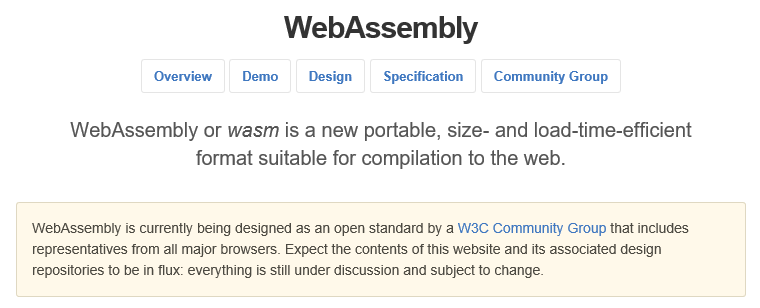 WebAssembly
Overview Demo Design Specification Community Group
WebAssembly or wasm is a new portable, size- and load-time-efficient
format suitable for compilation to the web.
WebAssembly is currently being designed as an open standard by a W3C Community Group that includes
representatives from all major browsers. Expect the contents of this website and its associated design
repositories to be in flux: everything is still under discussion and subject to change.